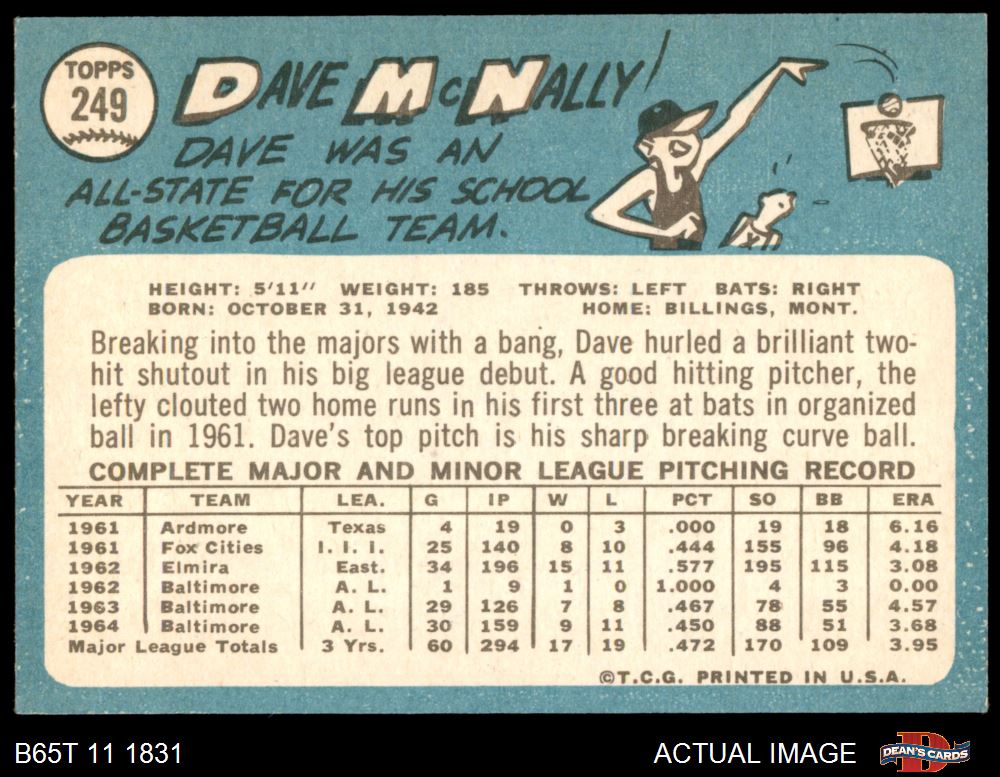 TOPPS
249
DAVE McNALLY
DAVE WAS AN
ALL-STATE FOR HIS SCHOOL
BASKETBALL TEAM.
HEIGHT: 5'11" WEIGHT: 185 THROWS: LEFT BATS: RIGHT
BORN: OCTOBER 31, 1942 HOME: BILLINGS, MONT.
Breaking into the majors with a bang, Dave hurled a brilliant two-
hit shutout in his big league debut. A good hitting pitcher, the
lefty clouted two home runs in his first three at bats in organized
ball in 1961. Dave's top pitch is his sharp breaking curve ball.
COMPLETE MAJOR AND MINOR LEAGUE PITCHING RECORD
YEAR TEAM LEA. G IP W L PCT SO BB ERA
1961 Ardmore Texas 4 19 0 3 .000 19 18 6.16
1961 Fox Cities I. I. I. 25 140 8 10 .444 155 96 4.18
1962 Elmira East. 34 196 15 11 .577 195 115 3.08
1962 Baltimore A. L. 1 9 1 0 1.000 4 3 0.00
1963 Baltimore A. L. 29 126 7 8 .467 78 55 4.57
1964 Baltimore A. L. 30 159 9 11 .450 88 51 3.68
Major League Totals 3 Yrs. 60 294 17 19 .472 170 109 3.95
©T.C.G. PRINTED IN U.S.A.
B65T 11 1831 ACTUAL IMAGE DEAN'S CARDS